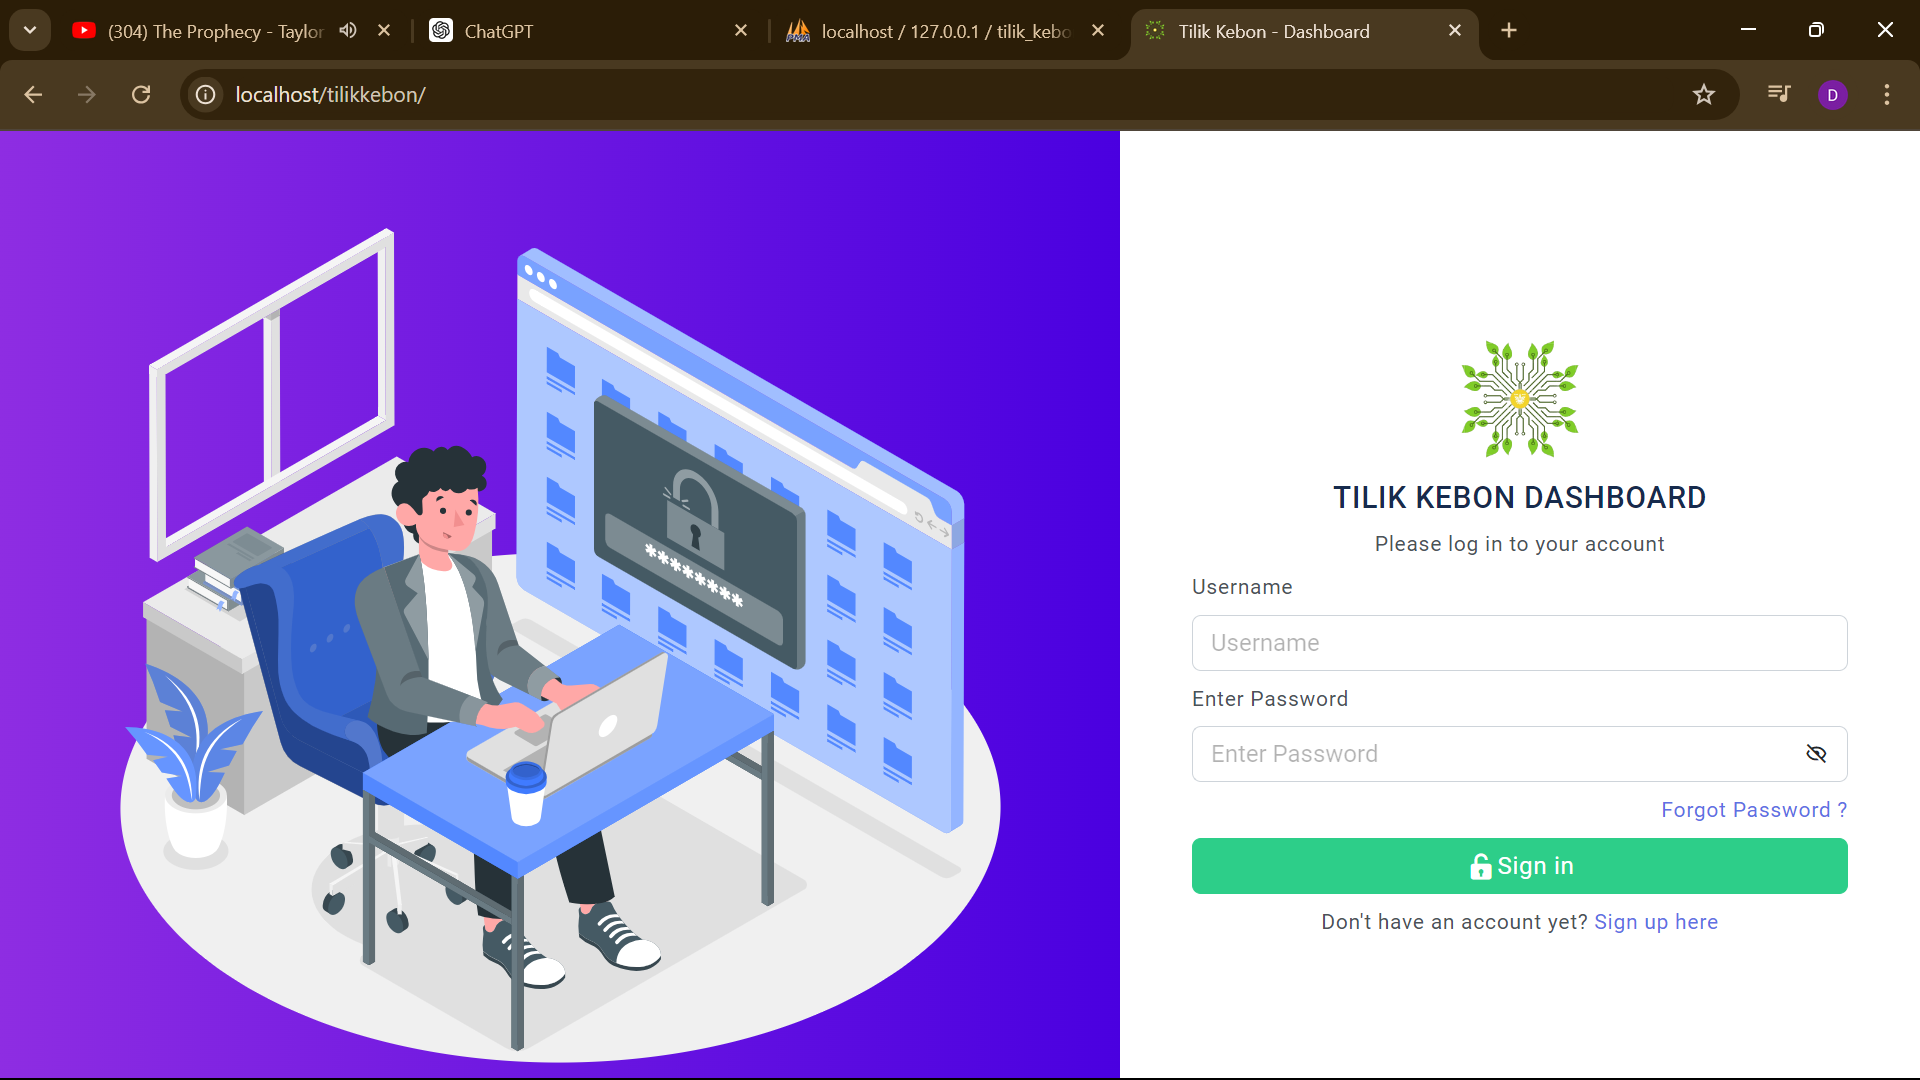 (304) The Prophecy - Taylor
ChatGPT
localhost / 127.0.0.1 / tilik_kebo
Tilik Kebon - Dashboard
localhost/tilikkebon/
D
********
TILIK KEBON DASHBOARD
Please log in to your account
Username
Username
Enter Password
Enter Password
Forgot Password ?
Sign in
Don't have an account yet? Sign up here